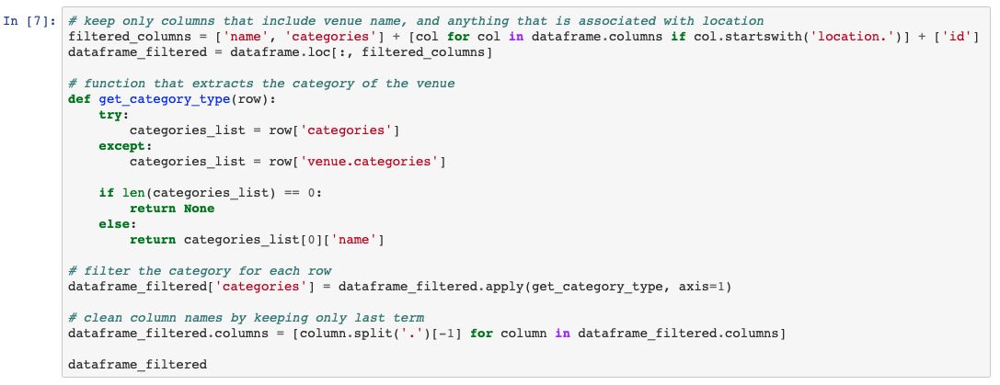 In [7]: # keep only columns that include venue name, and anything that is associated with location
filtered_columns = ['name', 'categories'] + [col for col in dataframe.columns if col.startswith('location.')] + ['id']
dataframe_filtered = dataframe.loc[:, filtered_columns]

# function that extracts the category of the venue
def get_category_type(row):
    try:
        categories_list = row['categories']
    except:
        categories_list = row['venue.categories']

    if len(categories_list) == 0:
        return None
    else:
        return categories_list[0]['name']

# filter the category for each row
dataframe_filtered['categories'] = dataframe_filtered.apply(get_category_type, axis=1)

# clean column names by keeping only last term
dataframe_filtered.columns = [column.split('.')[-1] for column in dataframe_filtered.columns]

dataframe_filtered